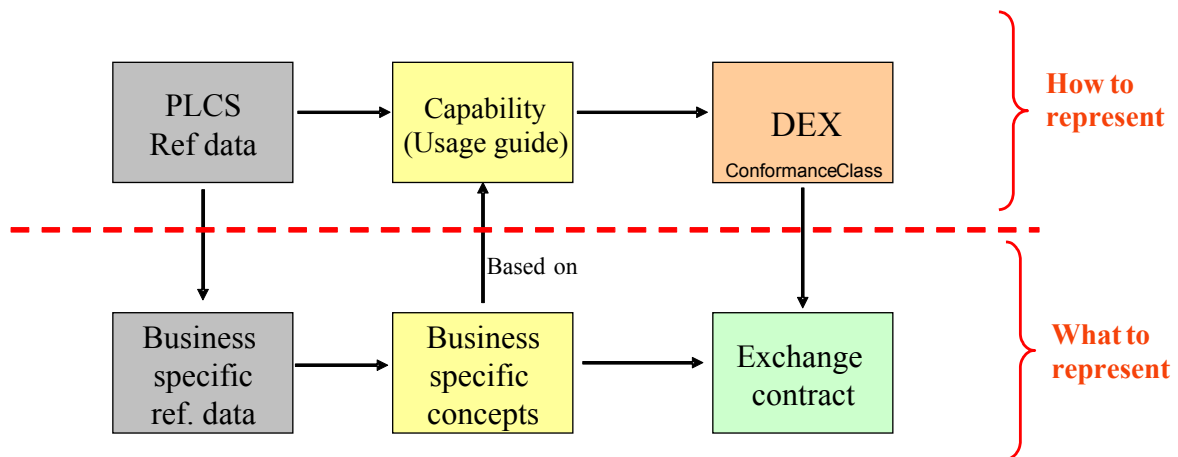 PLCS
Ref data
Capability
(Usage guide)
DEX
ConformanceClass
How to
represent
Based on
Business
specific
ref. data
Business
specific
concepts
Exchange
contract
What to
represent